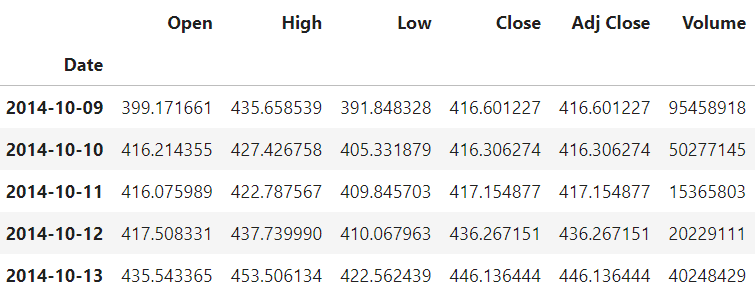 Open High Low Close Adj Close Volume
Date
2014-10-09 399.171661 435.658539 391.848328 416.601227 416.601227 95458918
2014-10-10 416.214355 427.426758 405.331879 416.306274 416.306274 50277145
2014-10-11 416.075989 422.787567 409.845703 417.154877 417.154877 15365803
2014-10-12 417.508331 437.739990 410.067963 436.267151 436.267151 20229111
2014-10-13 435.543365 453.506134 422.562439 446.136444 446.136444 40248429